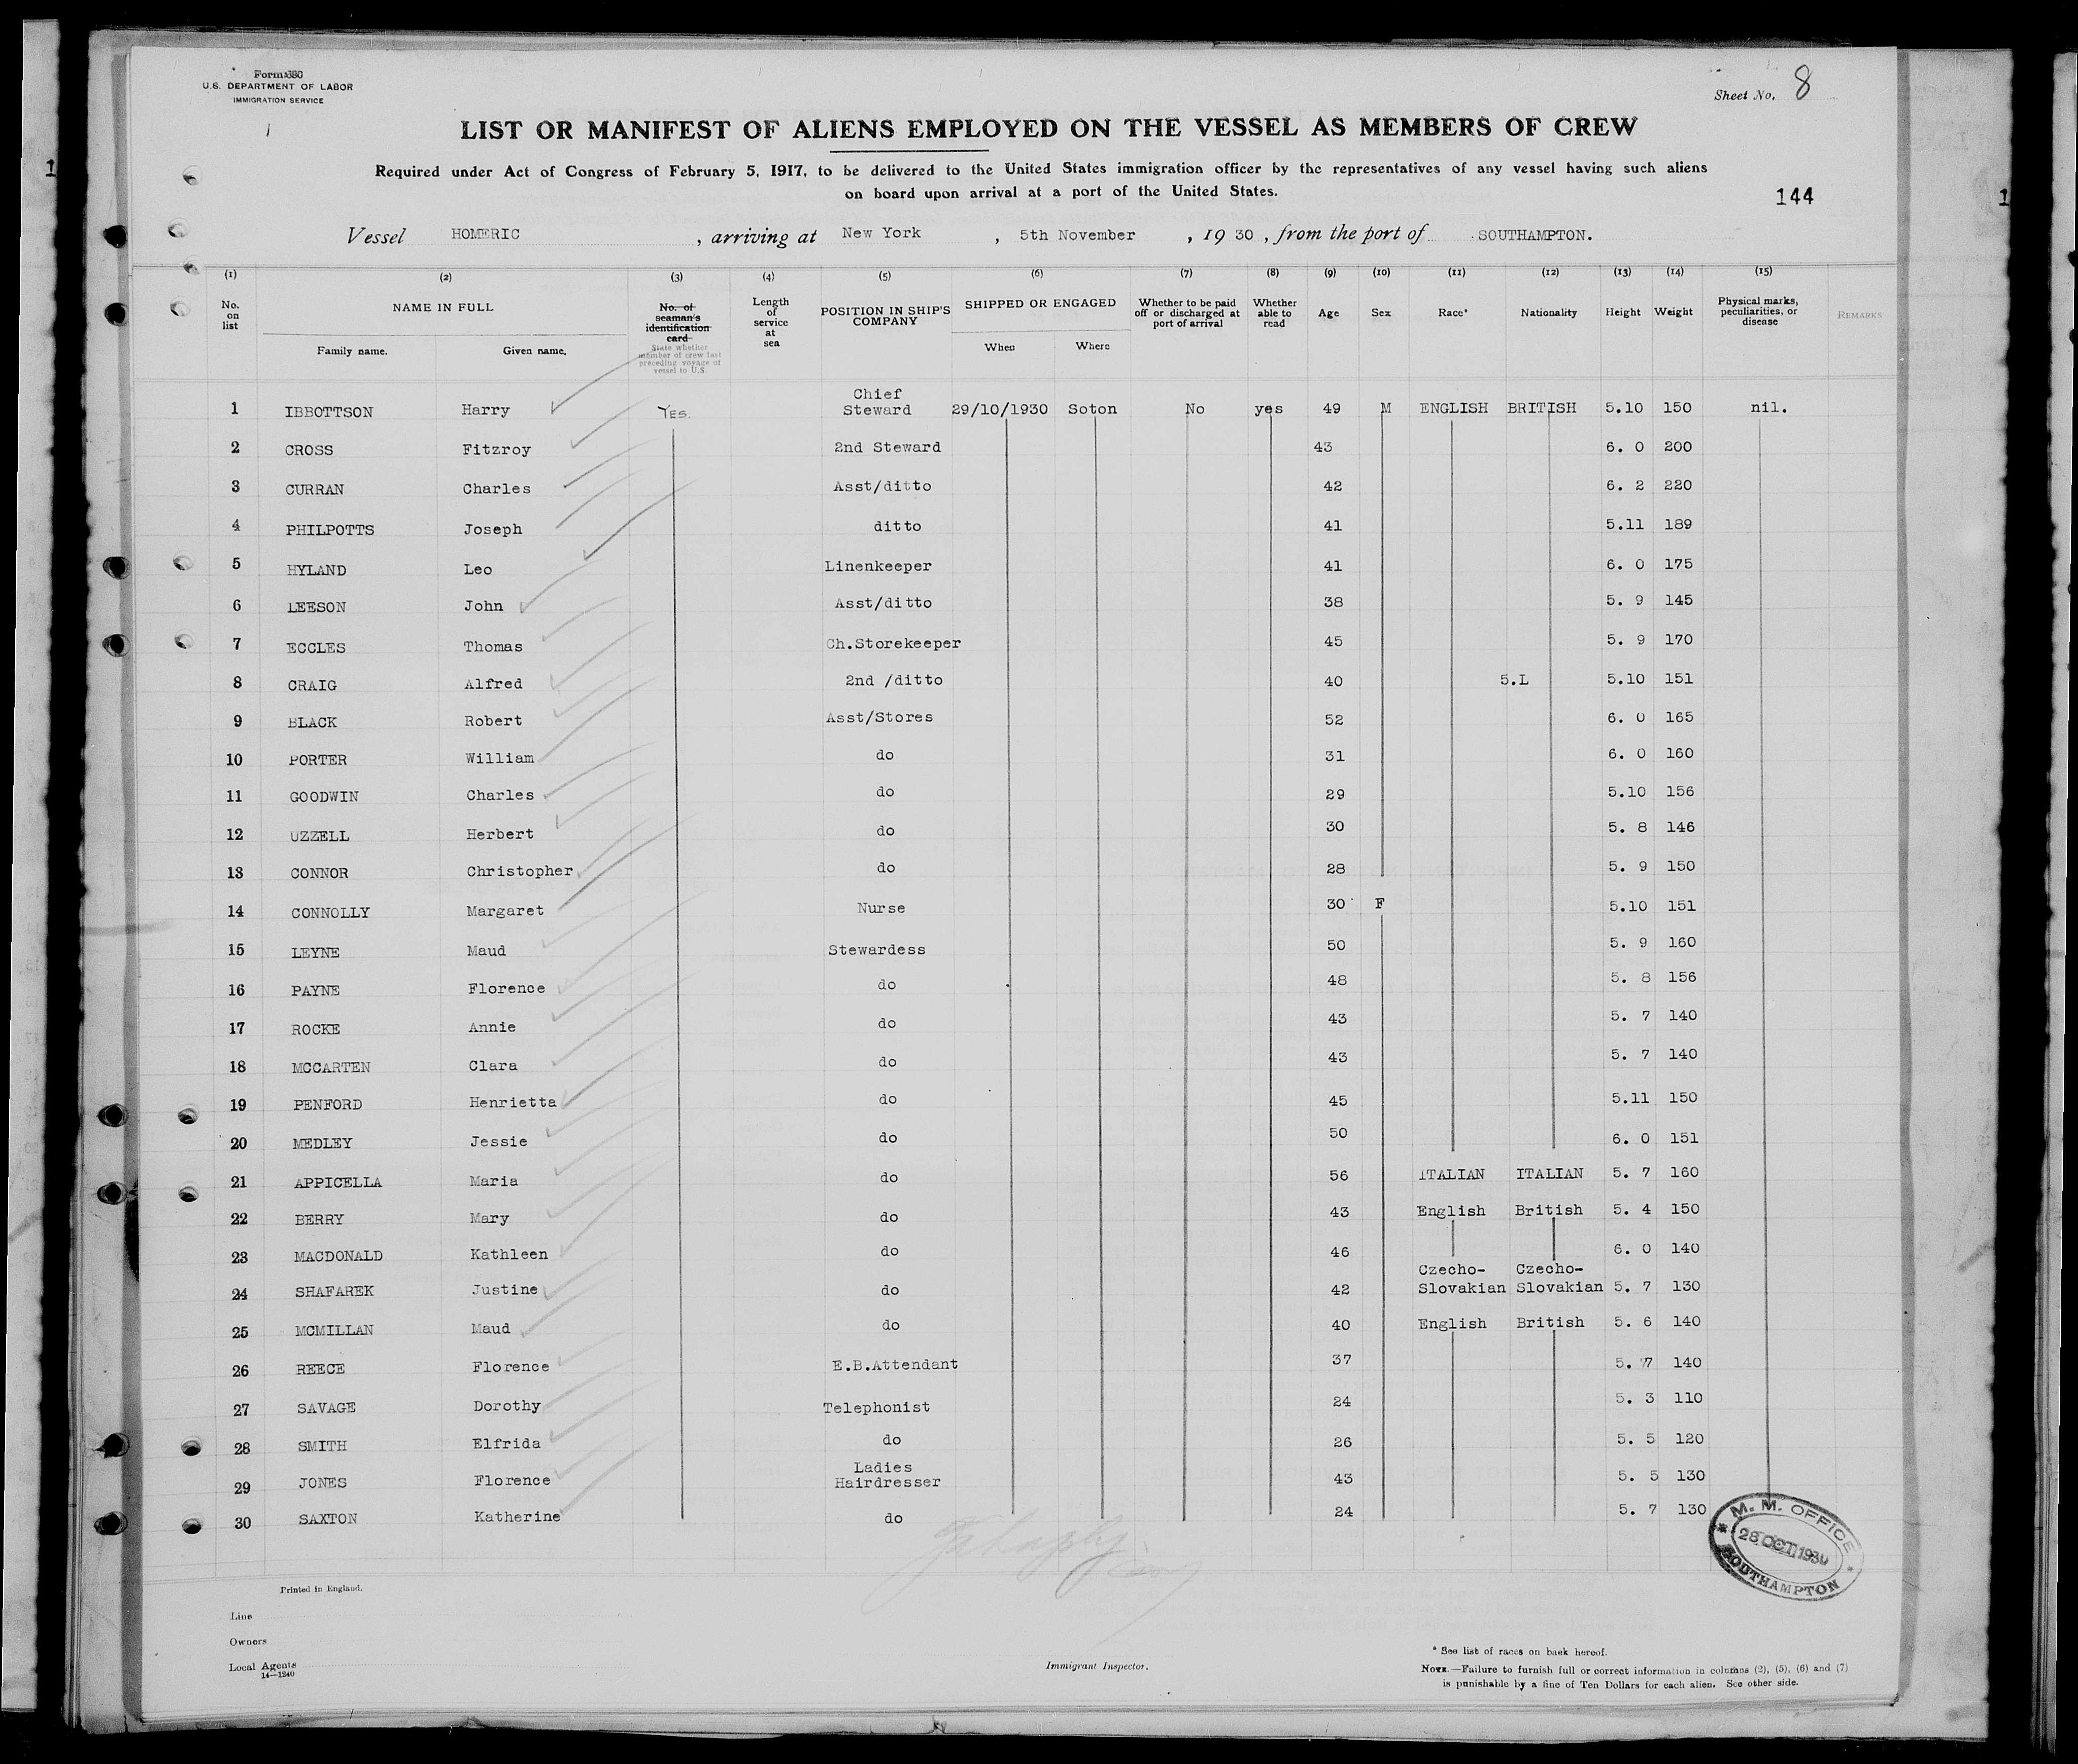 Form 380
U.S. DEPARTMENT OF LABOR
IMMIGRATION SERVICE
Sheet No. 8
LIST OR MANIFEST OF ALIENS EMPLOYED ON THE VESSEL AS MEMBERS OF CREW
Required under Act of Congress of February 5, 1917, to be delivered to the United States immigration officer by the representatives of any vessel having such aliens
on board upon arrival at a port of the United States.
144
Vessel HOMERIC , arriving at New York , 5th November , 19 30 , from the port of SOUTHAMPTON.
(1) (2) (3) (4) (5) (6) (7) (8) (9) (10) (11) (12) (13) (14) (15)
No. on list NAME IN FULL Family name. Given name. No. of seaman's identification card State whether member of crew last preceding voyage of vessel to U.S. Length of service at sea POSITION IN SHIP'S COMPANY SHIPPED OR ENGAGED When Where Whether to be paid off or discharged at port of arrival Whether able to read Age Sex Race* Nationality Height Weight Physical marks, peculiarities, or disease REMARKS
1 IBBOTTSON Harry YES. Chief Steward 29/10/1930 Soton No yes 49 M ENGLISH BRITISH 5.10 150 nil.
2 CROSS Fitzroy 2nd Steward 43 6. 0 200
3 CURRAN Charles Asst/ditto 42 6. 2 220
4 PHILPOTTS Joseph ditto 41 5.11 189
5 HYLAND Leo Linenkeeper 41 6. 0 175
6 LEESON John Asst/ditto 38 5. 9 145
7 ECCLES Thomas Ch.Storekeeper 45 5. 9 170
8 CRAIG Alfred 2nd /ditto 40 5.L 5.10 151
9 BLACK Robert Asst/Stores 52 6. 0 165
10 PORTER William do 31 6. 0 160
11 GOODWIN Charles do 29 5.10 156
12 UZZELL Herbert do 30 5. 8 146
13 CONNOR Christopher do 28 5. 9 150
14 CONNOLLY Margaret Nurse 30 F 5.10 151
15 LEYNE Maud Stewardess 50 5. 9 160
16 PAYNE Florence do 48 5. 8 156
17 ROCKE Annie do 43 5. 7 140
18 MCCARTEN Clara do 43 5. 7 140
19 PENFORD Henrietta do 45 5.11 150
20 MEDLEY Jessie do 50 6. 0 151
21 APPICELLA Maria do 56 ITALIAN ITALIAN 5. 7 160
22 BERRY Mary do 43 English British 5. 4 150
23 MACDONALD Kathleen do 46 6. 0 140
24 SHAFAREK Justine do 42 Czecho-Slovakian Czecho-Slovakian 5. 7 130
25 MCMILLAN Maud do 40 English British 5. 6 140
26 REECE Florence E.B.Attendant 37 5. 7 140
27 SAVAGE Dorothy Telephonist 24 5. 3 110
28 SMITH Elfrida do 26 5. 5 120
29 JONES Florence Ladies Hairdresser 43 5. 5 130
30 SAXTON Katherine do 24 5. 7 130
M. M. OFFICE
28 OCT 1930
SOUTHAMPTON
Printed in England.
Line
Owners
Local Agents
14—1240
Immigrant Inspector.
* See list of races on back hereof.
NOTE.—Failure to furnish full or correct information in columns (2), (5), (6) and (7)
is punishable by a fine of Ten Dollars for each alien. See other side.